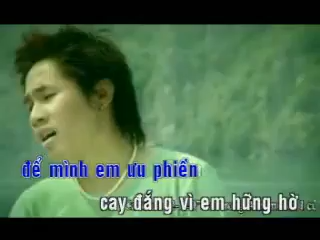 để mình em ưu phiền
cay đắng vì em hững hờ